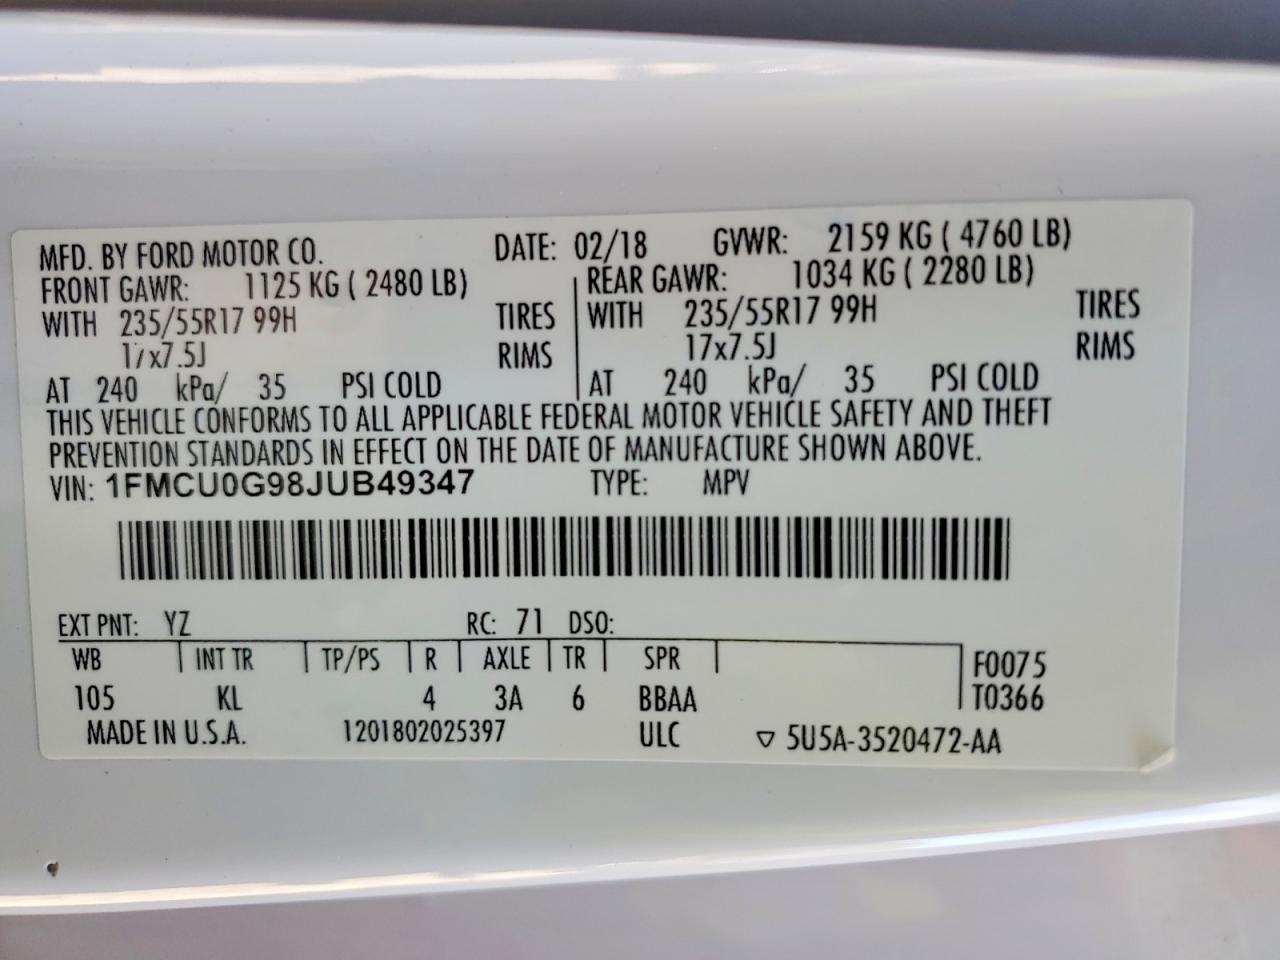 MFD. BY FORD MOTOR CO. DATE: 02/18 GVWR: 2159 KG ( 4760 LB)
FRONT GAWR: 1125 KG ( 2480 LB) REAR GAWR: 1034 KG ( 2280 LB)
WITH 235/55R17 99H TIRES WITH 235/55R17 99H TIRES
17x7.5J RIMS 17x7.5J RIMS
AT 240 kPa/ 35 PSI COLD AT 240 kPa/ 35 PSI COLD
THIS VEHICLE CONFORMS TO ALL APPLICABLE FEDERAL MOTOR VEHICLE SAFETY AND THEFT
PREVENTION STANDARDS IN EFFECT ON THE DATE OF MANUFACTURE SHOWN ABOVE.
VIN: 1FMCU0G98JUB49347 TYPE: MPV
EXT PNT: YZ RC: 71 DSO:
WB INT TR TP/PS R AXLE TR SPR F0075
105 KL 4 3A 6 BBAA T0366
MADE IN U.S.A. 1201802025397 ULC ▽ 5U5A-3520472-AA